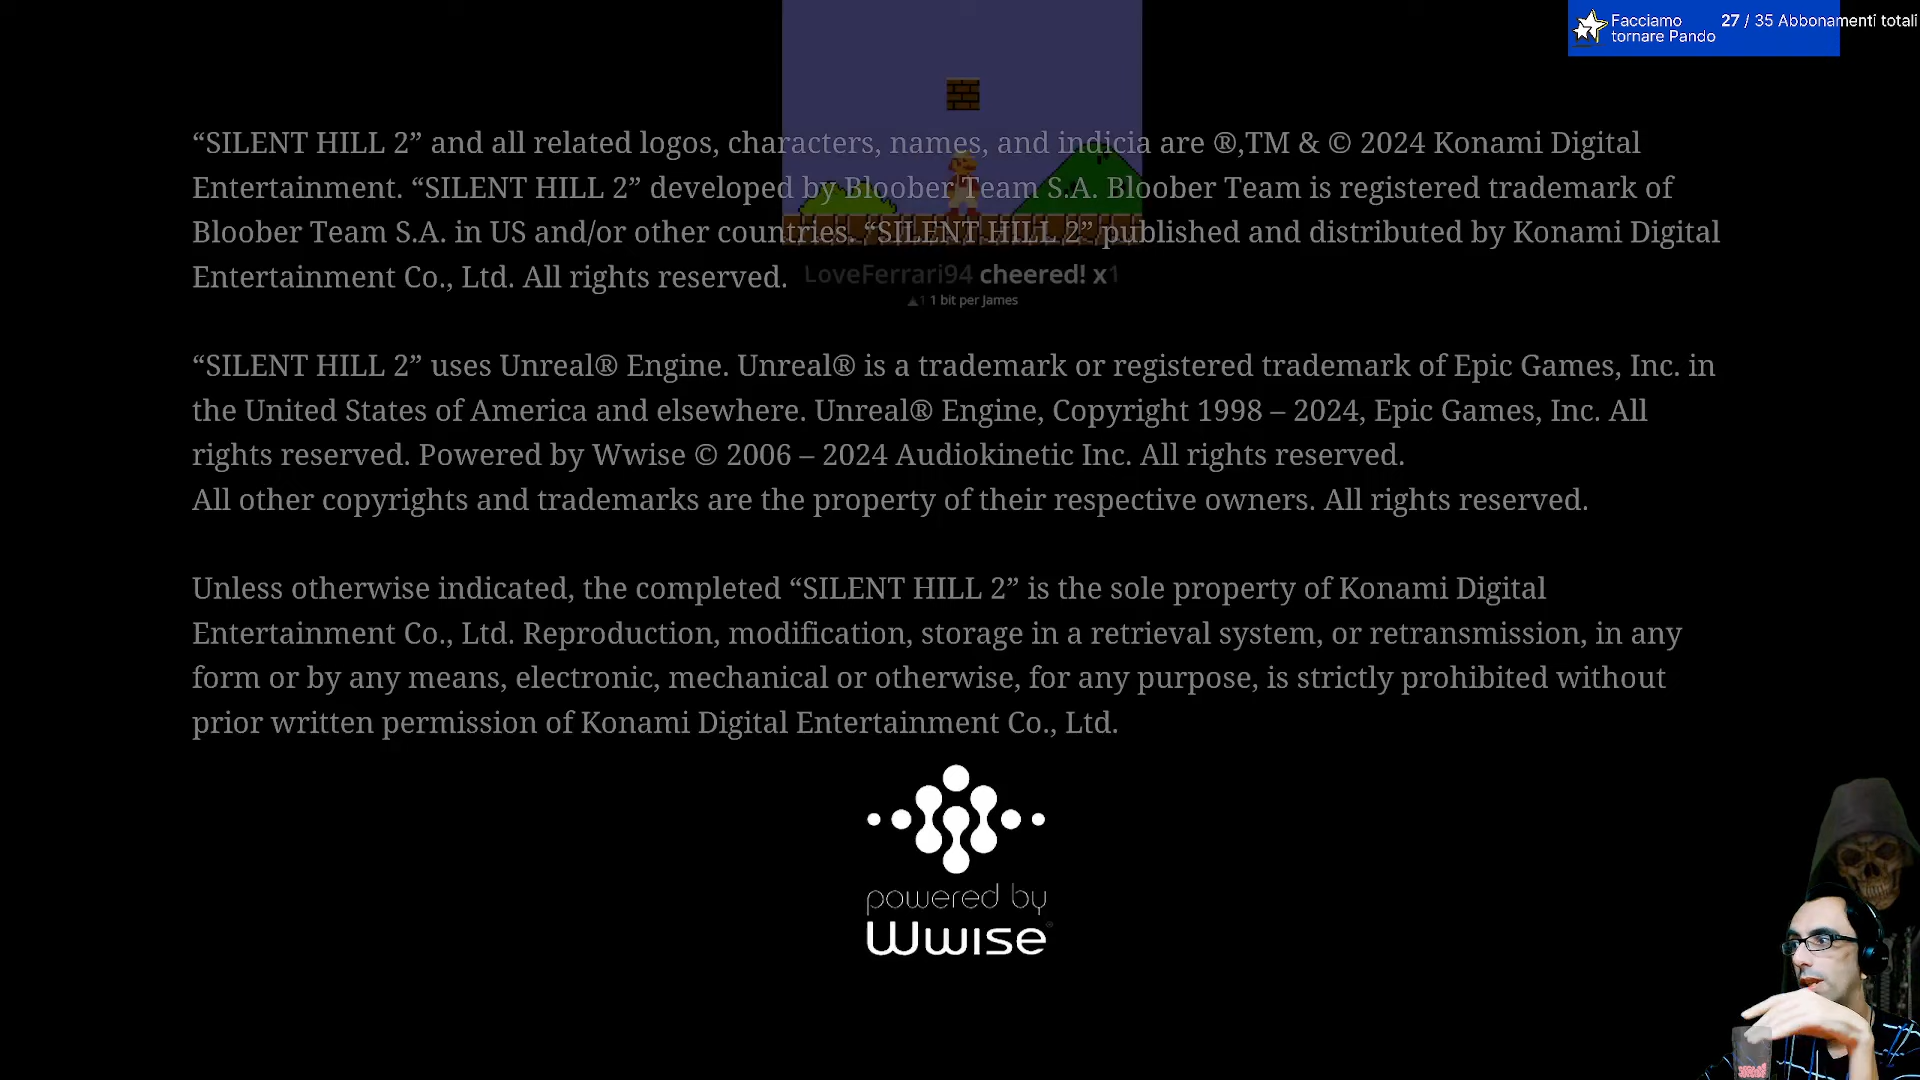 Facciamo
tornare Pando
27 / 35 Abbonamenti totali
“SILENT HILL 2” and all related logos, characters, names, and indicia are ®,TM & © 2024 Konami Digital
Entertainment. “SILENT HILL 2” developed by Bloober Team S.A. Bloober Team is registered trademark of
Bloober Team S.A. in US and/or other countries. “SILENT HILL 2” published and distributed by Konami Digital
Entertainment Co., Ltd. All rights reserved.
LoveFerrari94 cheered! x1
1 1 bit per James
“SILENT HILL 2” uses Unreal® Engine. Unreal® is a trademark or registered trademark of Epic Games, Inc. in
the United States of America and elsewhere. Unreal® Engine, Copyright 1998 – 2024, Epic Games, Inc. All
rights reserved. Powered by Wwise © 2006 – 2024 Audiokinetic Inc. All rights reserved.
All other copyrights and trademarks are the property of their respective owners. All rights reserved.
Unless otherwise indicated, the completed “SILENT HILL 2” is the sole property of Konami Digital
Entertainment Co., Ltd. Reproduction, modification, storage in a retrieval system, or retransmission, in any
form or by any means, electronic, mechanical or otherwise, for any purpose, is strictly prohibited without
prior written permission of Konami Digital Entertainment Co., Ltd.
powered by
Wwise